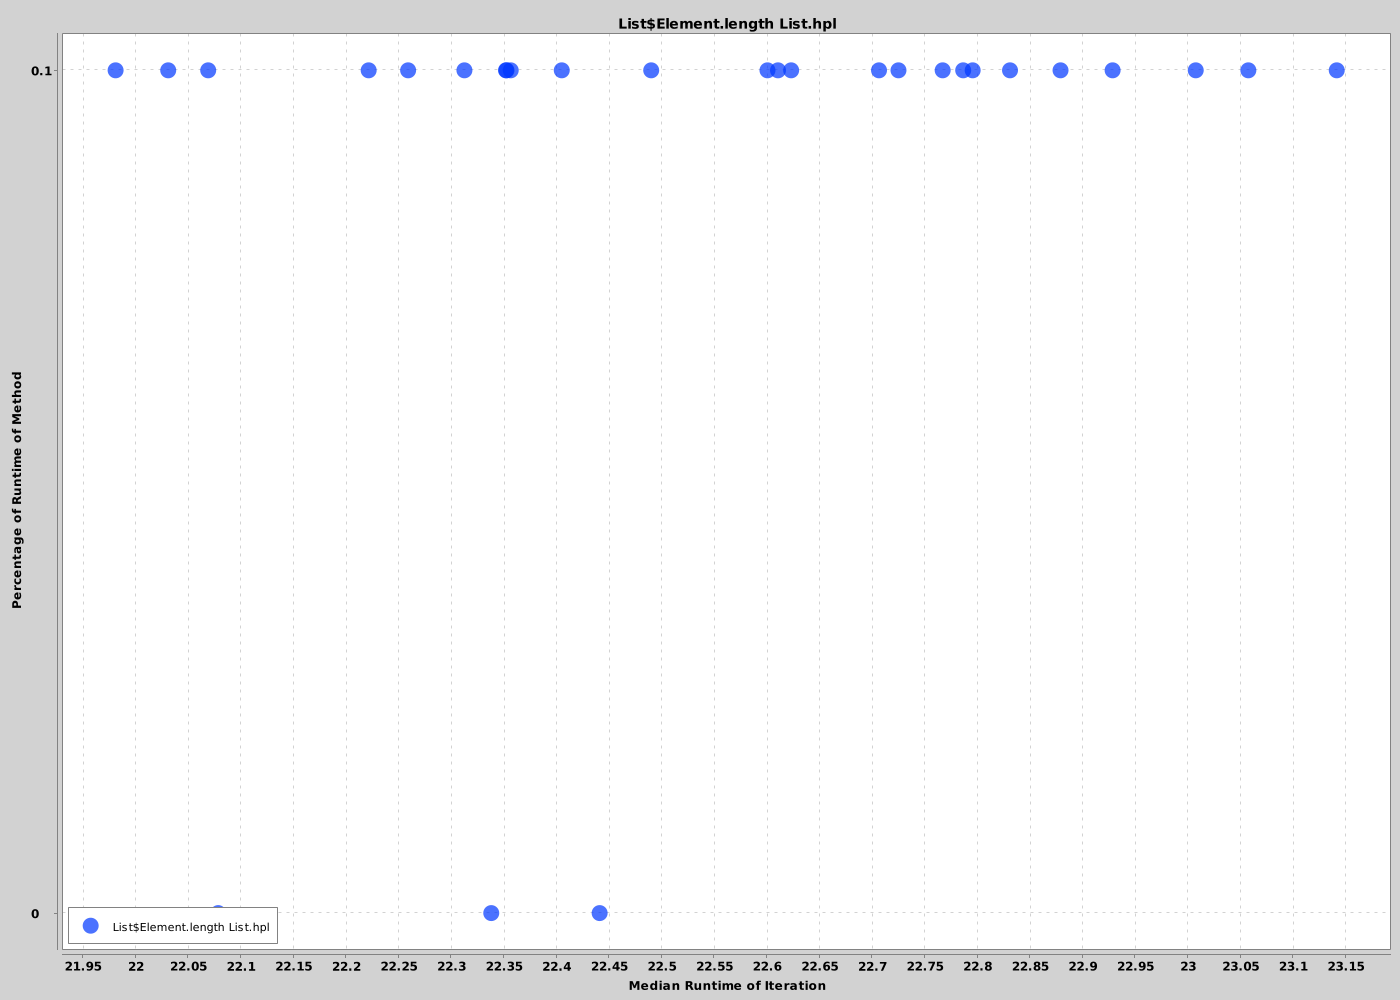 List$Element.length List.hpl
0.1
Percentage of Runtime of Method
0
List$Element.length List.hpl
21.95 22 22.05 22.1 22.15 22.2 22.25 22.3 22.35 22.4 22.45 22.5 22.55 22.6 22.65 22.7 22.75 22.8 22.85 22.9 22.95 23 23.05 23.1 23.15
Median Runtime of Iteration